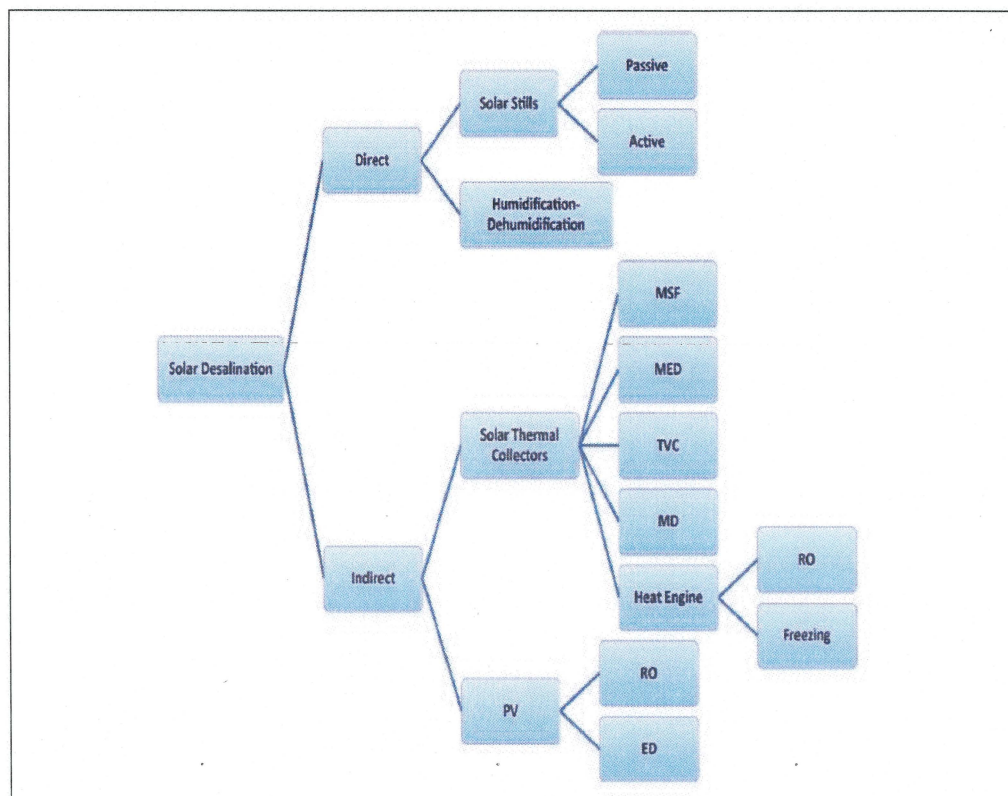 Passive
Solar Stills
Active
Direct
Humidification-
Dehumidification
MSF
Solar Desalination
MED
Solar Thermal
Collectors
TVC
MD
Indirect
Heat Engine
RO
Freezing
RO
PV
ED